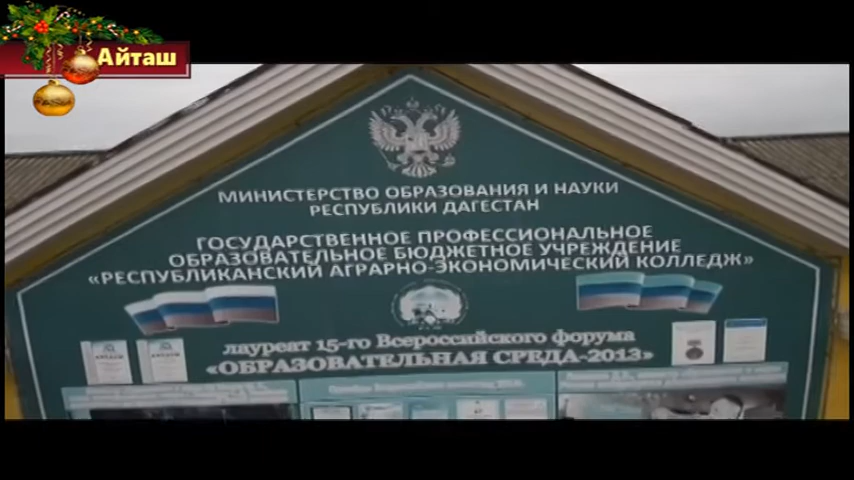 Айташ
МИНИСТЕРСТВО ОБРАЗОВАНИЯ И НАУКИ
РЕСПУБЛИКИ ДАГЕСТАН
ГОСУДАРСТВЕННОЕ ПРОФЕССИОНАЛЬНОЕ
ОБРАЗОВАТЕЛЬНОЕ БЮДЖЕТНОЕ УЧРЕЖДЕНИЕ
«РЕСПУБЛИКАНСКИЙ АГРАРНО-ЭКОНОМИЧЕСКИЙ КОЛЛЕДЖ»
лауреат 15-го Всероссийского форума
«ОБРАЗОВАТЕЛЬНАЯ СРЕДА-2013»